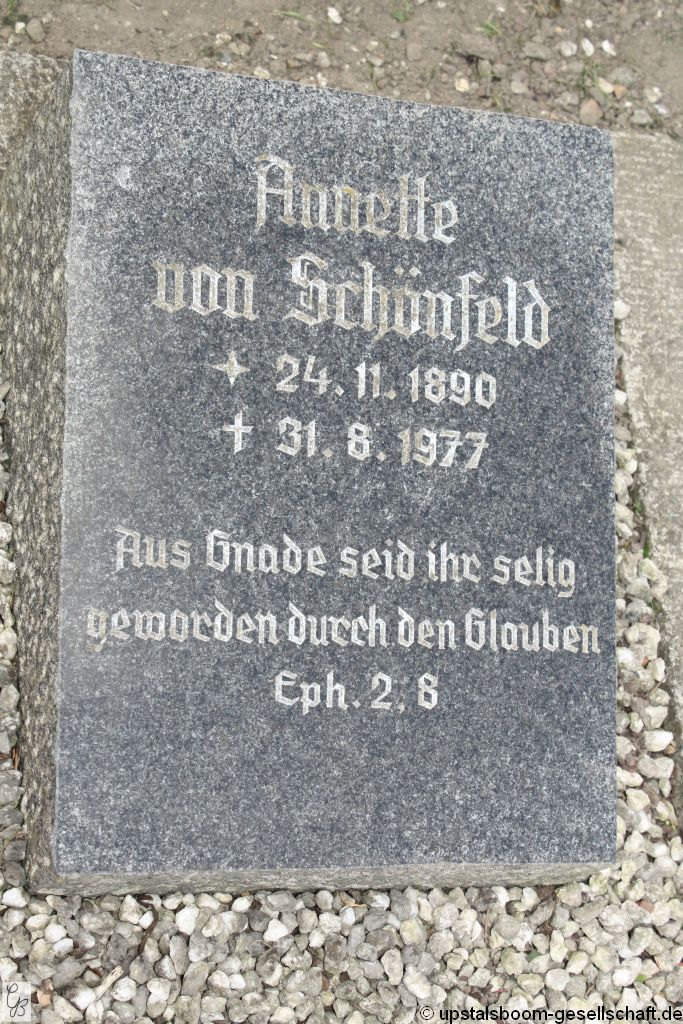 Annette
von Schönfeld
✶ 24. 11. 1890
✝ 31. 8. 1977
Aus Gnade seid ihr selig
geworden durch den Glauben
Eph. 2, 8
GB
© upstalsboom-gesellschaft.de